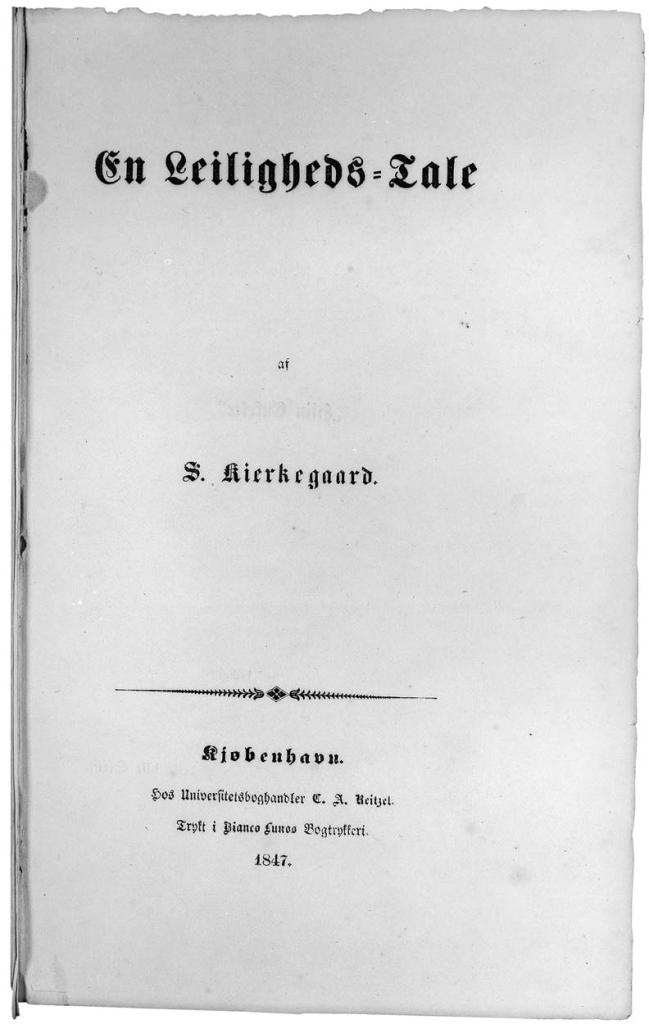 En Leiligheds-Tale
af
S. Kierkegaard.
Kjøbenhavn.
Hos Universitetsboghandler C. A. Reitzel.
Trykt i Bianco Lunos Bogtrykkeri.
1847.